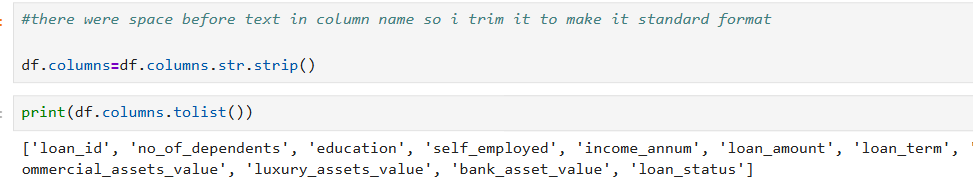 #there were space before text in column name so i trim it to make it standard format
df.columns=df.columns.str.strip()
print(df.columns.tolist())
['loan_id', 'no_of_dependents', 'education', 'self_employed', 'income_annum', 'loan_amount', 'loan_term', '
ommercial_assets_value', 'luxury_assets_value', 'bank_asset_value', 'loan_status']